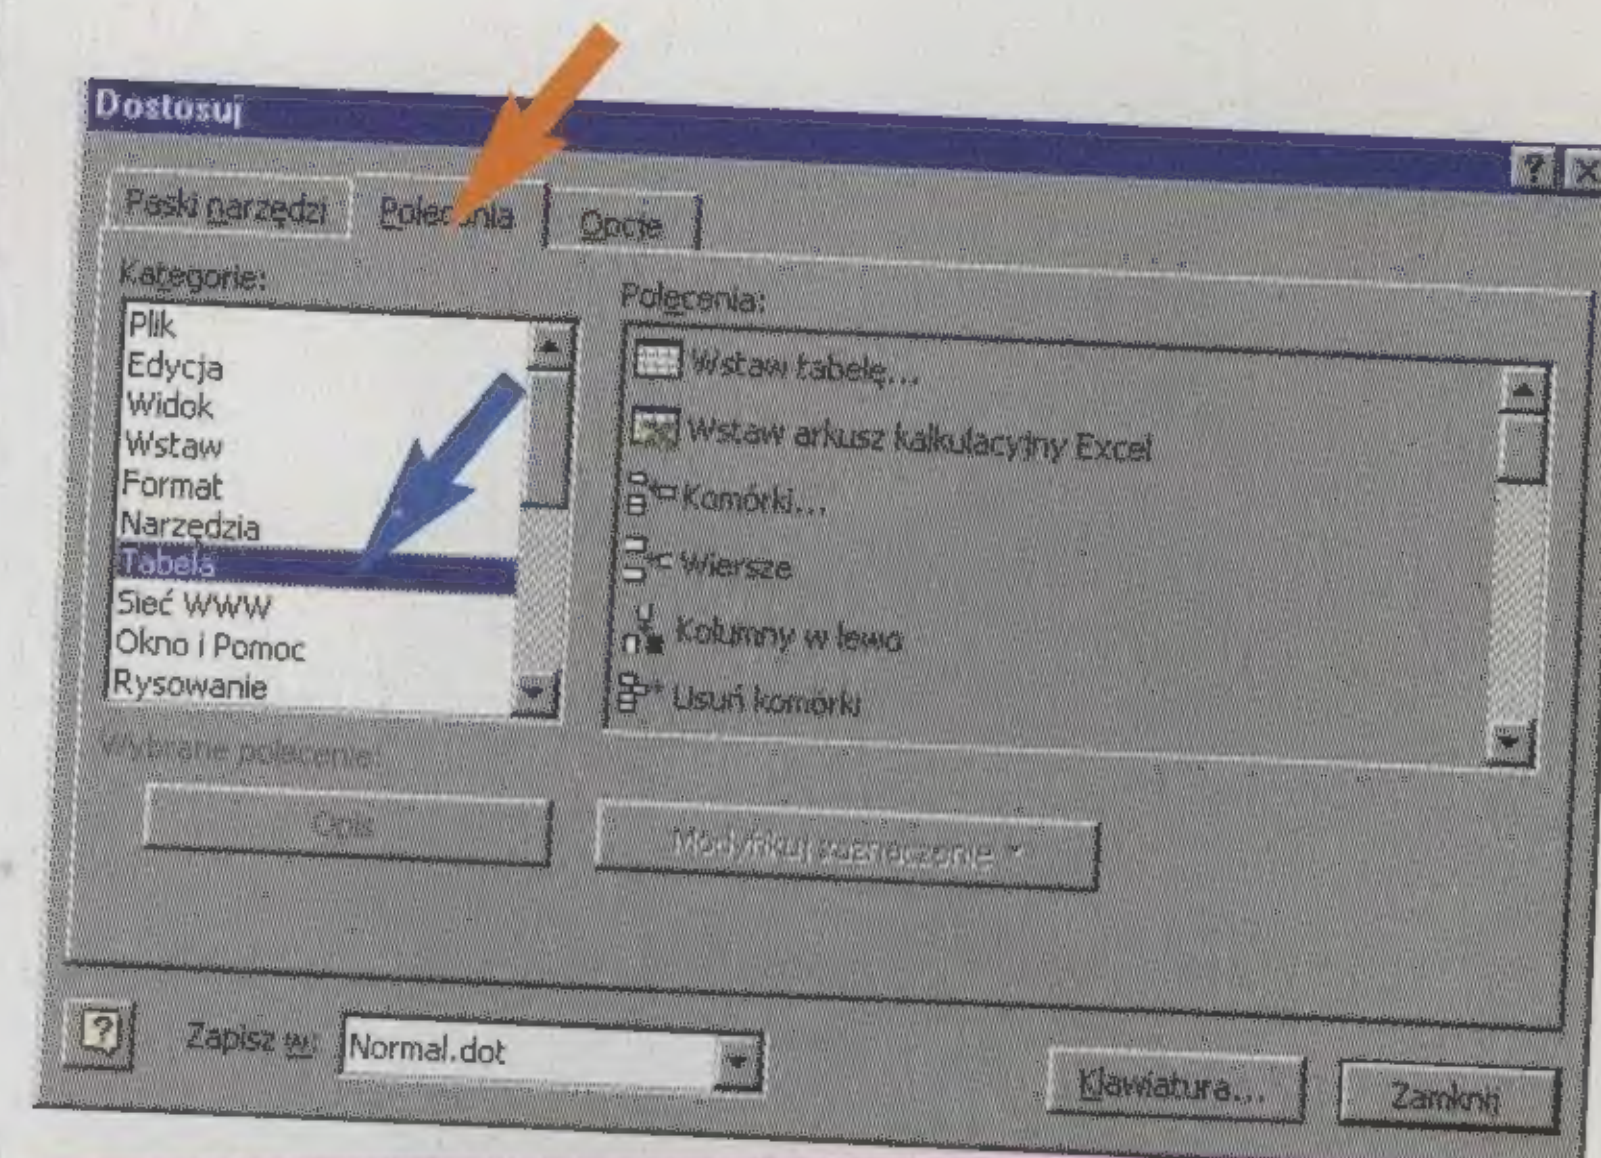 Dostosuj
Paski narzędzi Polecenia Opcje
Kategorie:
Plik
Edycja
Widok
Wstaw
Format
Narzędzia
Tabela
Sieć WWW
Okno i Pomoc
Rysowanie
Polecenia:
Wstaw tabelę...
Wstaw arkusz kalkulacyjny Excel
Komórki...
Wiersze
Kolumny w lewo
Usuń komórki
Wybrane polecenie:
Opis Modyfikuj zaznaczenie
Zapisz w: Normal.dot Klawiatura... Zamknij